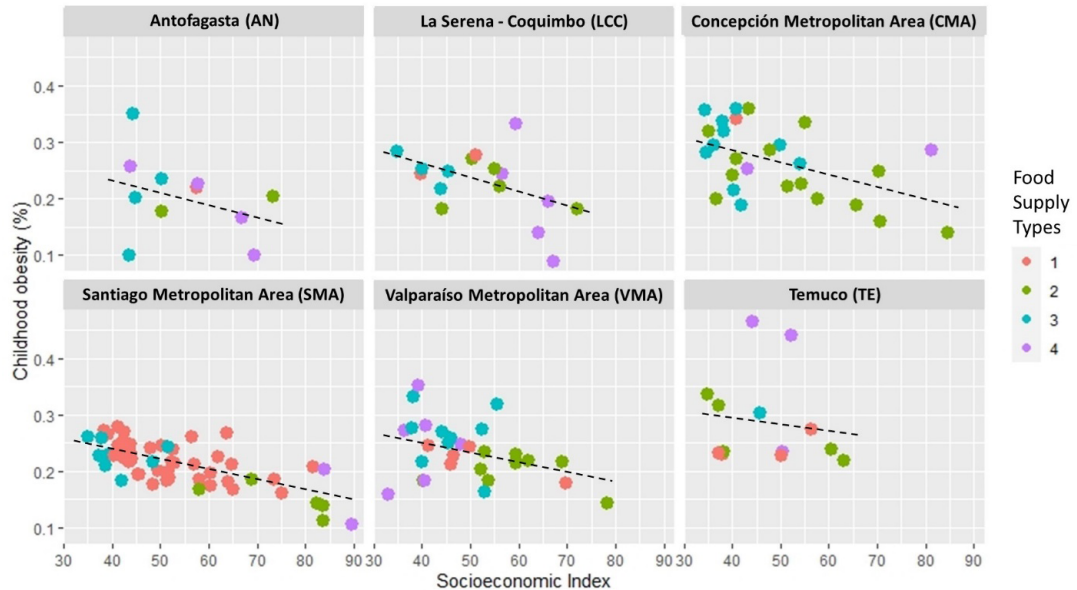 Antofagasta (AN)
La Serena - Coquimbo (LCC)
Concepción Metropolitan Area (CMA)
0.4
0.3
0.2
0.1
Santiago Metropolitan Area (SMA)
Valparaíso Metropolitan Area (VMA)
Temuco (TE)
0.4
0.3
0.2
0.1
30 40 50 60 70 80 90
30 40 50 60 70 80 90
30 40 50 60 70 80 90
Childhood obesity (%)
Socioeconomic Index
Food
Supply
Types
1
2
3
4